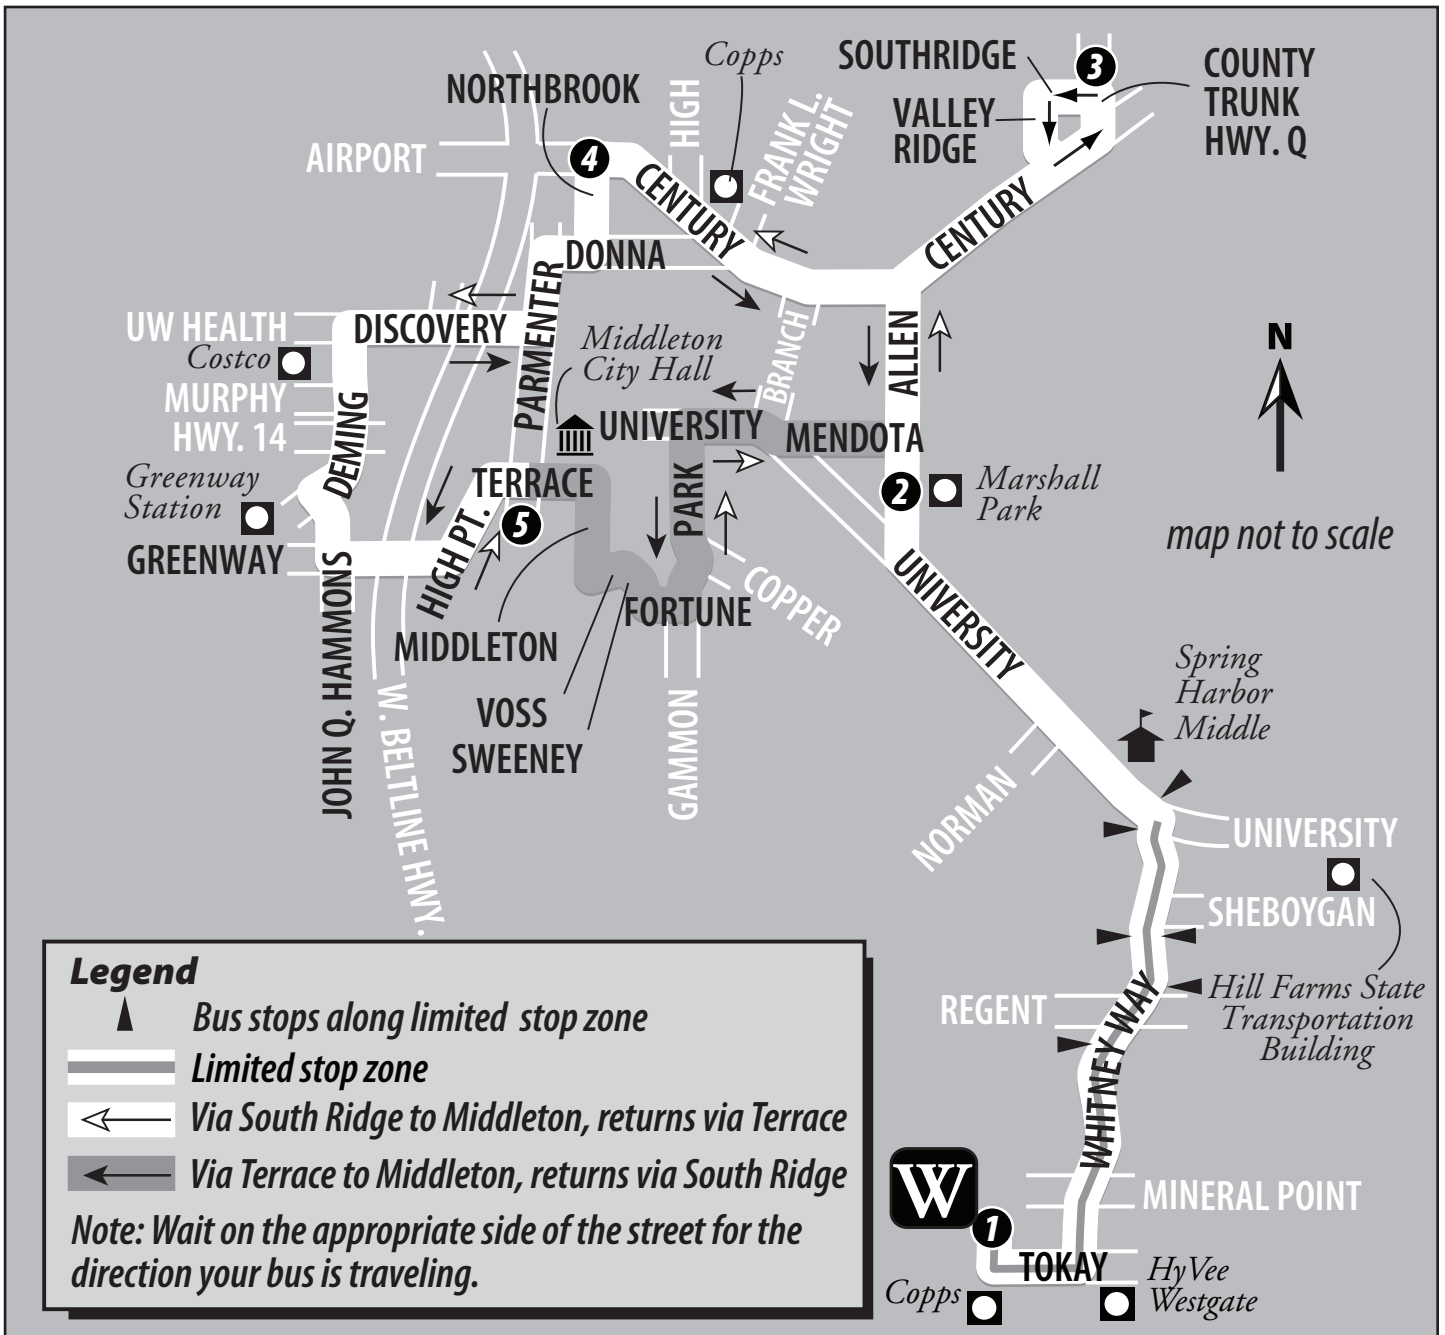 Copps
SOUTHRIDGE
3
COUNTY
TRUNK
HWY. Q
NORTHBROOK
HIGH
FRANK L.
WRIGHT
VALLEY
RIDGE
AIRPORT
4
CENTURY
CENTURY
DONNA
PARMENTER
UW HEALTH
DISCOVERY
Costco
Middleton
City Hall
BRANCH
ALLEN
N
MURPHY
HWY. 14
DEMING
UNIVERSITY
MENDOTA
Greenway
Station
TERRACE
PARK
2
Marshall
Park
5
map not to scale
GREENWAY
HIGH PT.
COPPER
FORTUNE
UNIVERSITY
MIDDLETON
JOHN Q. HAMMONS
W. BELTLINE HWY.
VOSS
SWEENEY
GAMMON
Spring
Harbor
Middle
NORMAN
UNIVERSITY
SHEBOYGAN
REGENT
Hill Farms State
Transportation
Building
WHITNEY WAY
MINERAL POINT
W
1
TOKAY
HyVee
Westgate
Copps
Legend
Bus stops along limited stop zone
Limited stop zone
Via South Ridge to Middleton, returns via Terrace
Via Terrace to Middleton, returns via South Ridge
Note: Wait on the appropriate side of the street for the
direction your bus is traveling.